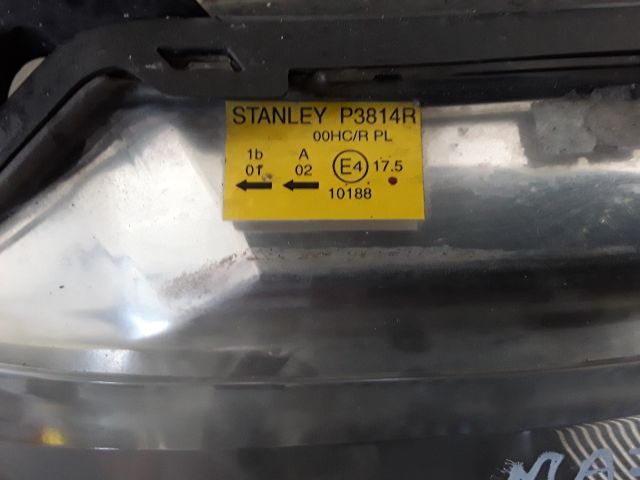 STANLEY P3814R
00HC/R PL
1b A
01 02 E4 17.5
10188